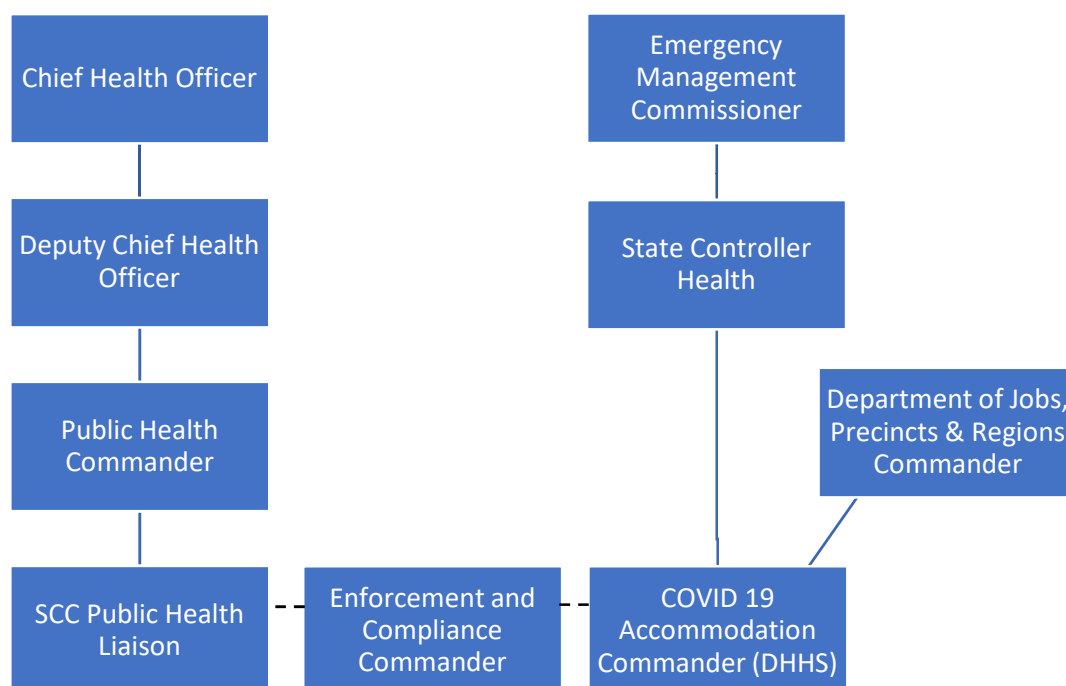 Chief Health Officer
Emergency
Management
Commissioner
Deputy Chief Health
Officer
State Controller
Health
Public Health
Commander
Department of Jobs,
Precincts & Regions
Commander
SCC Public Health
Liaison
Enforcement and
Compliance
Commander
COVID 19
Accommodation
Commander (DHHS)